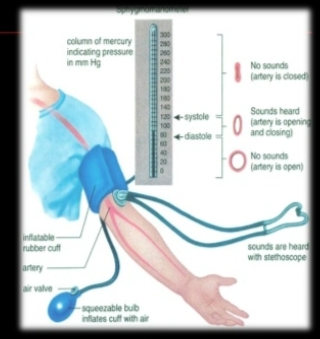 sphygmomanometer
column of mercury
indicating pressure
in mm Hg
300
280
260
240
220
200
180
160
140
120
100
80
60
40
20
0
systole
diastole
No sounds
(artery is closed)
Sounds heard
(artery is opening
and closing)
No sounds
(artery is open)
inflatable
rubber cuff
artery
air valve
squeezable bulb
inflates cuff with air
sounds are heard
with stethoscope